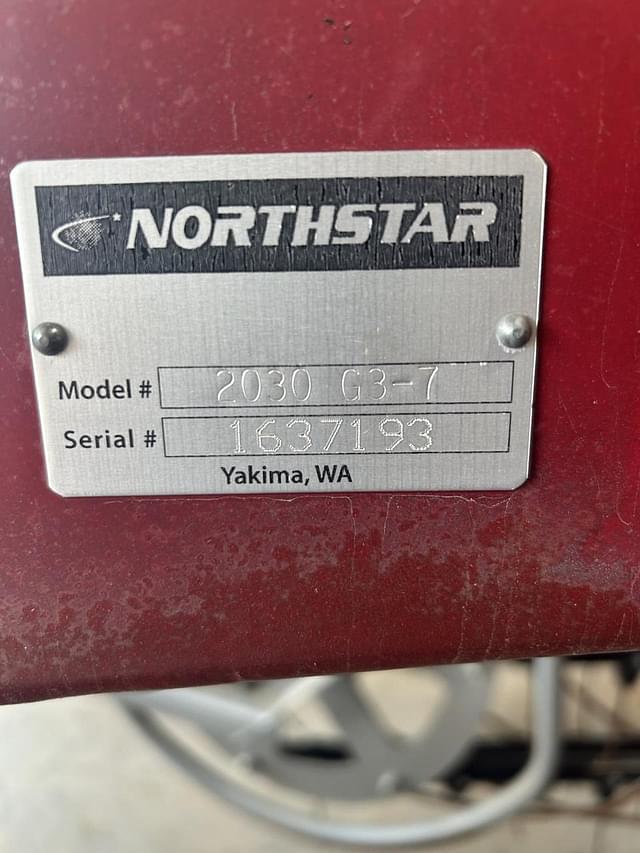 NORTHSTAR
Model # 2030 G3-7
Serial # 1637193
Yakima, WA